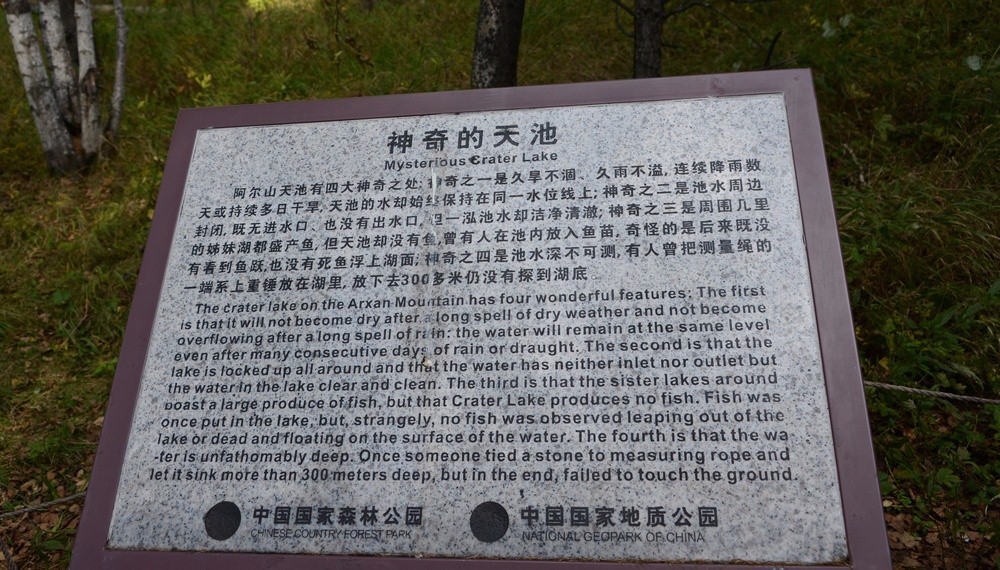 神奇的天池
Mysterious Crater Lake
阿尔山天池有四大神奇之处: 神奇之一是久旱不涸、久雨不溢, 连续降雨数
天或持续多日干旱, 天池的水却始终保持在同一水位线上; 神奇之二是池水周边
封闭, 既无进水口、也没有出水口, 但一泓池水却洁净清澈; 神奇之三是周围几里
的姊妹湖都盛产鱼, 但天池却没有鱼,曾有人在池内放入鱼苗, 奇怪的是后来既没
有看到鱼跃,也没有死鱼浮上湖面; 神奇之四是池水深不可测, 有人曾把测量绳的
一端系上重锤放在湖里, 放下去300多米仍没有探到湖底.
The crater lake on the Arxan Mountain has four wonderful features: The first
is that it will not become dry after a long spell of dry weather and not become
overflowing after a long spell of rain: the water will remain at the same level
even after many consecutive days of rain or draught. The second is that the
lake is locked up all around and that the water has neither inlet nor outlet but
the water in the lake clear and clean. The third is that the sister lakes around
boast a large produce of fish, but that Crater Lake produces no fish. Fish was
once put in the lake, but, strangely, no fish was observed leaping out of the
lake or dead and floating on the surface of the water. The fourth is that the wa
-ter is unfathomably deep. Once someone tied a stone to measuring rope and
let it sink more than 300 meters deep, but in the end, failed to touch the ground.
中国国家森林公园
CHINESE COUNTRY FOREST PARK
中国国家地质公园
NATIONAL GEOPARK OF CHINA